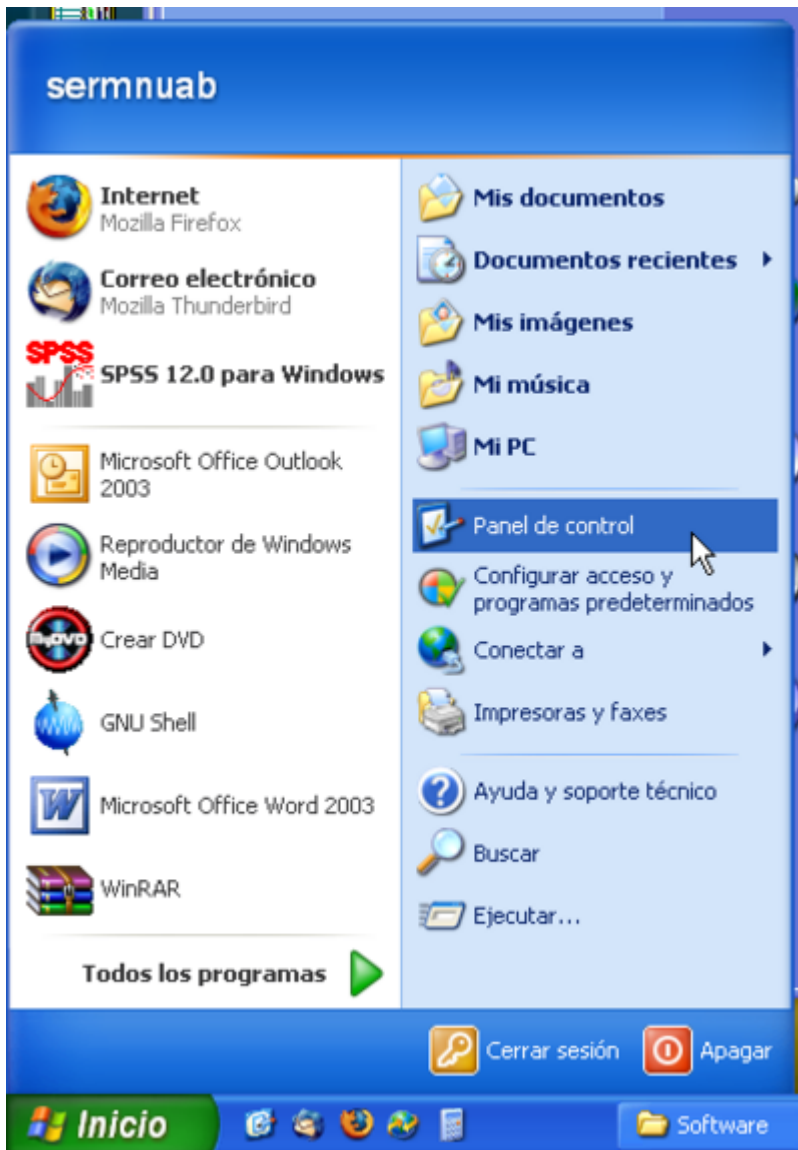 sermnuab
Internet
Mozilla Firefox
Correo electrónico
Mozilla Thunderbird
SPSS
SPSS 12.0 para Windows
Microsoft Office Outlook
2003
Reproductor de Windows
Media
MyDVD
Crear DVD
GNU Shell
W
Microsoft Office Word 2003
WinRAR
Todos los programas
Mis documentos
Documentos recientes
Mis imágenes
Mi música
Mi PC
Panel de control
Configurar acceso y
programas predeterminados
Conectar a
Impresoras y faxes
Ayuda y soporte técnico
Buscar
Ejecutar...
Cerrar sesión
Apagar
Inicio
Software